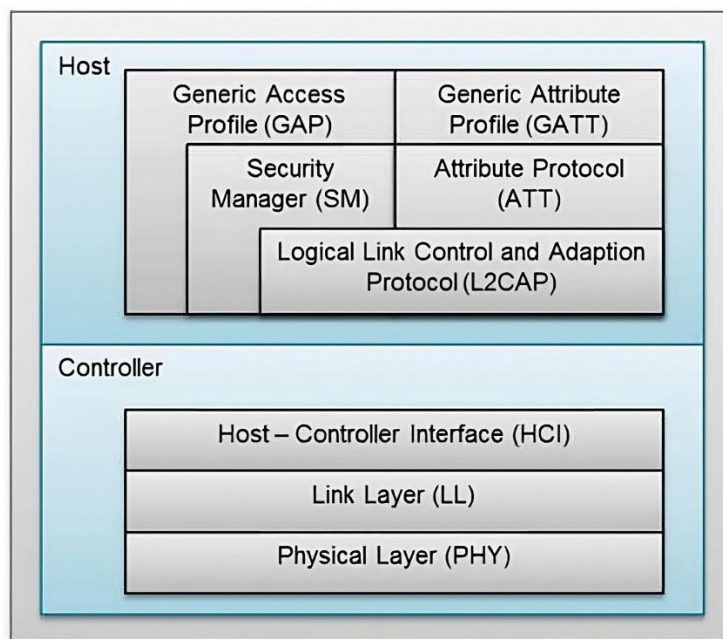 Host
Generic Access
Profile (GAP)
Generic Attribute
Profile (GATT)
Security
Manager (SM)
Attribute Protocol
(ATT)
Logical Link Control and Adaption
Protocol (L2CAP)
Controller
Host – Controller Interface (HCI)
Link Layer (LL)
Physical Layer (PHY)